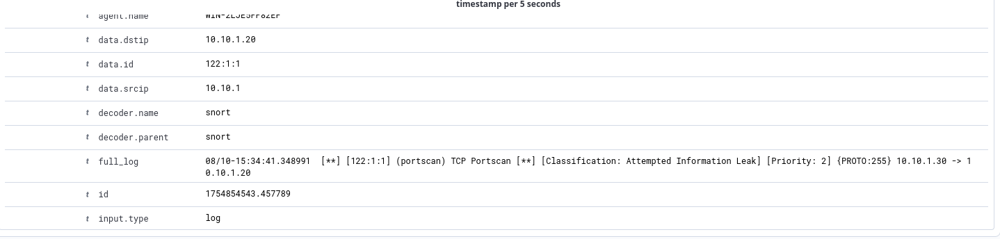 timestamp per 5 seconds
t agent.name
t data.dstip 10.10.1.20
t data.id 122:1:1
t data.srcip 10.10.1
t decoder.name snort
t decoder.parent snort
t full_log 08/10-15:34:41.348991  [**] [122:1:1] (portscan) TCP Portscan [**] [Classification: Attempted Information Leak] [Priority: 2] {PROTO:255} 10.10.1.30 -> 1
0.10.1.20
t id 1754854543.457789
t input.type log